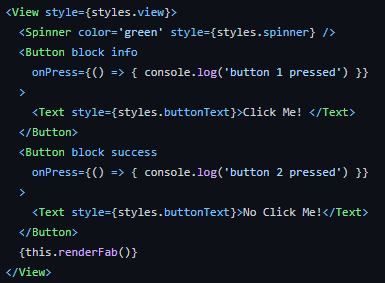 <View style={styles.view}>
  <Spinner color='green' style={styles.spinner} />
  <Button block info
    onPress={() => { console.log('button 1 pressed') }}
  >
    <Text style={styles.buttonText}>Click Me! </Text>
  </Button>
  <Button block success
    onPress={() => { console.log('button 2 pressed') }}
  >
    <Text style={styles.buttonText}>No Click Me!</Text>
  </Button>
  {this.renderFab()}
</View>